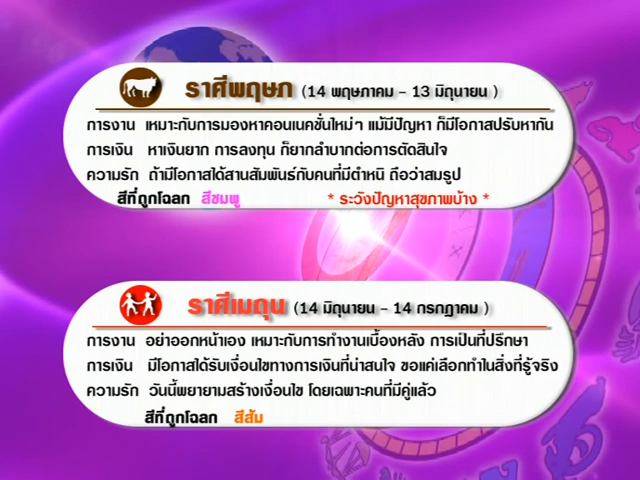 ราศีพฤษภ (14 พฤษภาคม – 13 มิถุนายน )
การงาน เหมาะกับการมองหาคอนเนคชั่นใหม่ๆ แม้มีปัญหา ก็มีโอกาสปรับหากัน
การเงิน หาเงินยาก การลงทุน ก็ยากลำบากต่อการตัดสินใจ
ความรัก ถ้ามีโอกาสได้สานสัมพันธ์กับคนที่มีตำหนิ ถือว่าสมรูป
สีที่ถูกโฉลก สีชมพู * ระวังปัญหาสุขภาพบ้าง *
ราศีเมถุน (14 มิถุนายน – 14 กรกฎาคม )
การงาน อย่าออกหน้าเอง เหมาะกับการทำงานเบื้องหลัง การเป็นที่ปรึกษา
การเงิน มีโอกาสได้รับเงื่อนไขทางการเงินที่น่าสนใจ ขอแค่เลือกทำในสิ่งที่รู้จริง
ความรัก วันนี้พยายามสร้างเงื่อนไข โดยเฉพาะคนที่มีคู่แล้ว
สีที่ถูกโฉลก สีส้ม